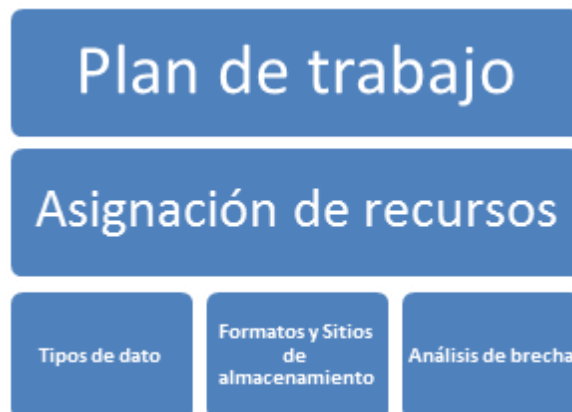 Plan de trabajo
Asignación de recursos
Tipos de dato
Formatos y Sitios
de
almacenamiento
Análisis de brecha